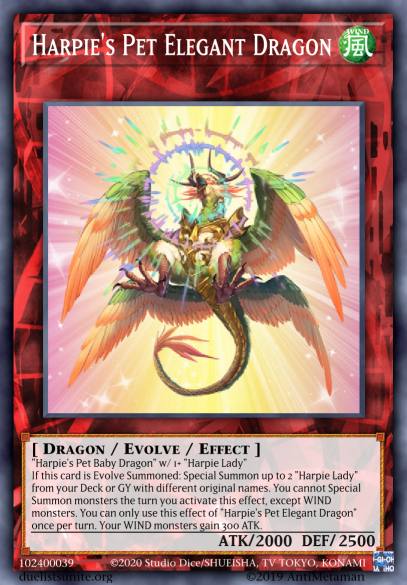 Harpie's Pet Elegant Dragon
WIND
風
[ Dragon / Evolve / Effect ]
"Harpie's Pet Baby Dragon" w/ 1+ "Harpie Lady"
If this card is Evolve Summoned: Special Summon up to 2 "Harpie Lady"
from your Deck or GY with different original names. You cannot Special
Summon monsters the turn you activate this effect, except WIND
monsters. You can only use this effect of "Harpie's Pet Elegant Dragon"
once per turn. Your WIND monsters gain 300 ATK.
ATK/2000 DEF/2500
102400039 ©2020 Studio Dice/SHUEISHA, TV TOKYO, KONAMI
duelistsunite.org ©2019 AntiMetaman